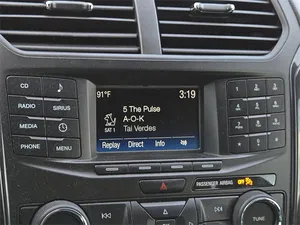 CD
RADIO
SIRIUS
MEDIA
PHONE
MENU
91°F
3:19
5 The Pulse
A-O-K
SAT 1
Tai Verdes
Replay
Direct
Info
PASSENGER AIRBAG
OFF
TUNE